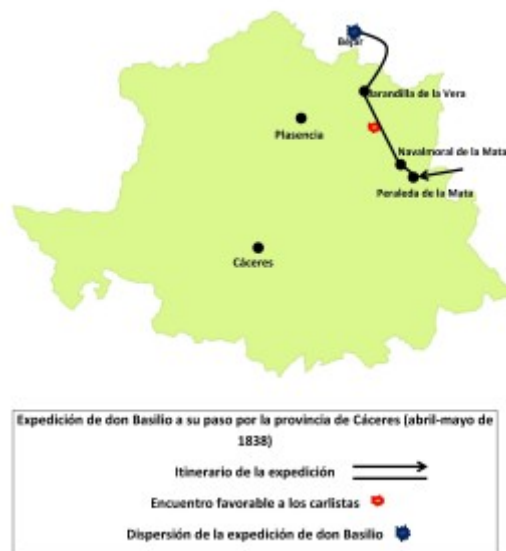 Béjar
Jarandilla de la Vera
Plasencia
Navalmoral de la Mata
Peraleda de la Mata
Cáceres
Expedición de don Basilio a su paso por la provincia de Cáceres (abril-mayo de
1838)
Itinerario de la expedición
Encuentro favorable a los carlistas
Dispersión de la expedición de don Basilio